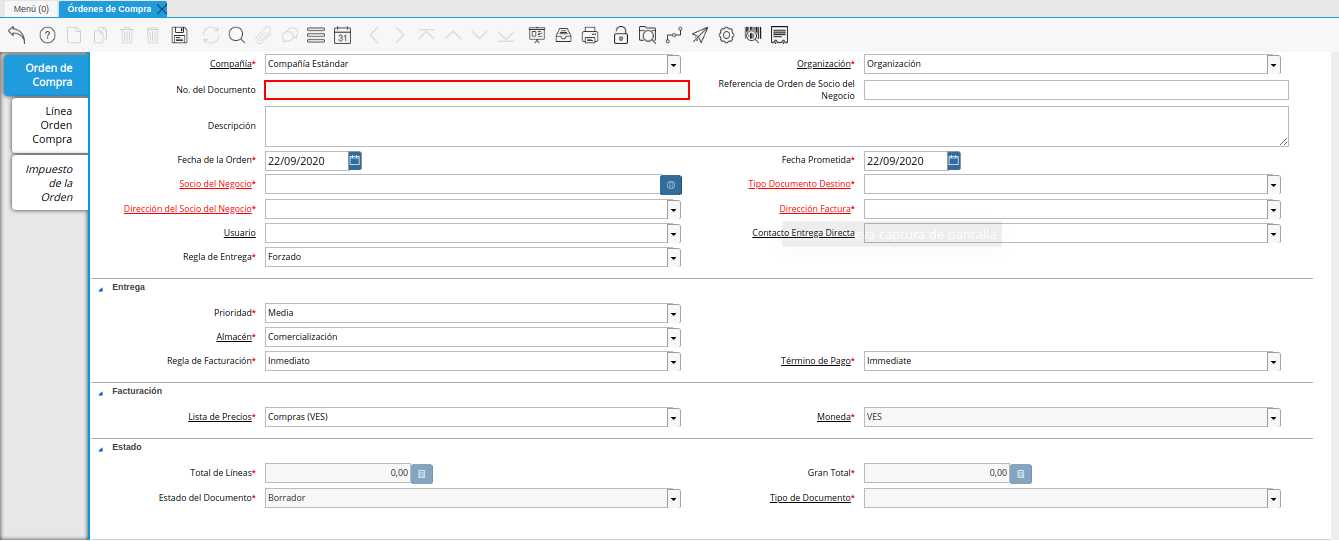 Menú (0)
Órdenes de Compra
31
Orden de
Compra
Línea
Orden
Compra
Impuesto
de la
Orden
Compañía* Compañía Estándar Organización* Organización
No. del Documento Referencia de Orden de Socio del
Negocio
Descripción
Fecha de la Orden* 22/09/2020 Fecha Prometida* 22/09/2020
Socio del Negocio* Tipo Documento Destino*
Dirección del Socio del Negocio* Dirección Factura*
Usuario Contacto Entrega Directa
captura de pantalla
Regla de Entrega* Forzado
Entrega
Prioridad* Media
Almacén* Comercialización
Regla de Facturación* Inmediato Término de Pago* Immediate
Facturación
Lista de Precios* Compras (VES) Moneda* VES
Estado
Total de Líneas* 0,00 Gran Total* 0,00
Estado del Documento* Borrador Tipo de Documento*